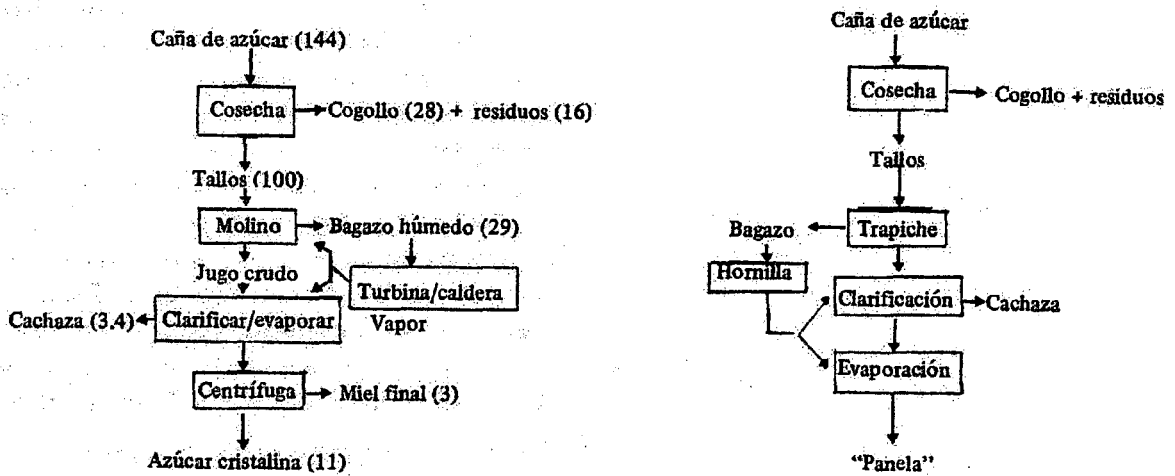 Caña de azúcar (144)
Cosecha
Cogollo (28) + residuos (16)
Tallos (100)
Molino
Bagazo húmedo (29)
Jugo crudo
Turbina/caldera
Vapor
Cachaza (3.4)
Clarificar/evaporar
Centrífuga
Miel final (3)
Azúcar cristalina (11)
Caña de azúcar
Cosecha
Cogollo + residuos
Tallos
Bagazo
Trapiche
Hornilla
Clarificación
Cachaza
Evaporación
“Panela”